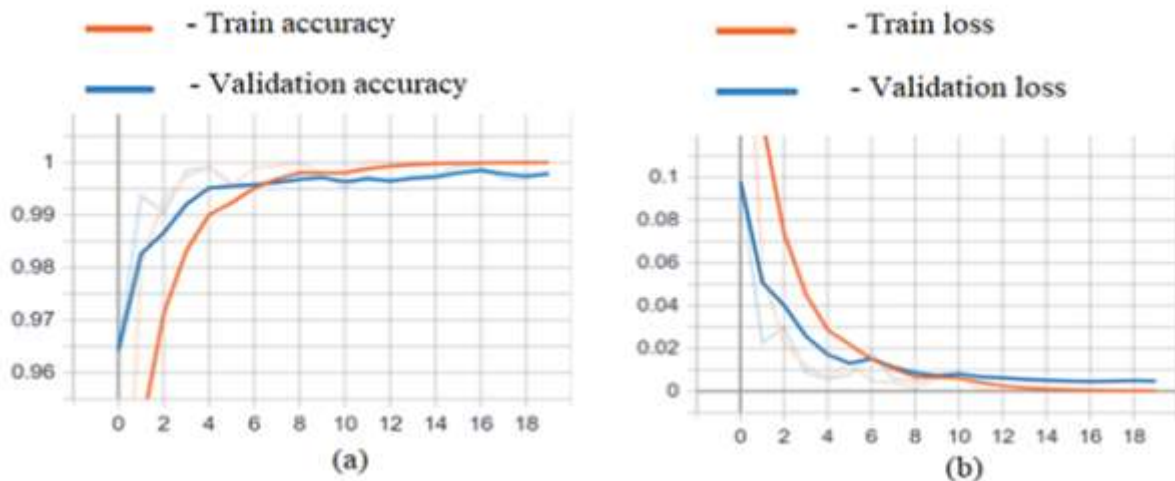 - Train accuracy
- Validation accuracy
1
0.99
0.98
0.97
0.96
0 2 4 6 8 10 12 14 16 18
(a)
- Train loss
- Validation loss
0.1
0.08
0.06
0.04
0.02
0
0 2 4 6 8 10 12 14 16 18
(b)